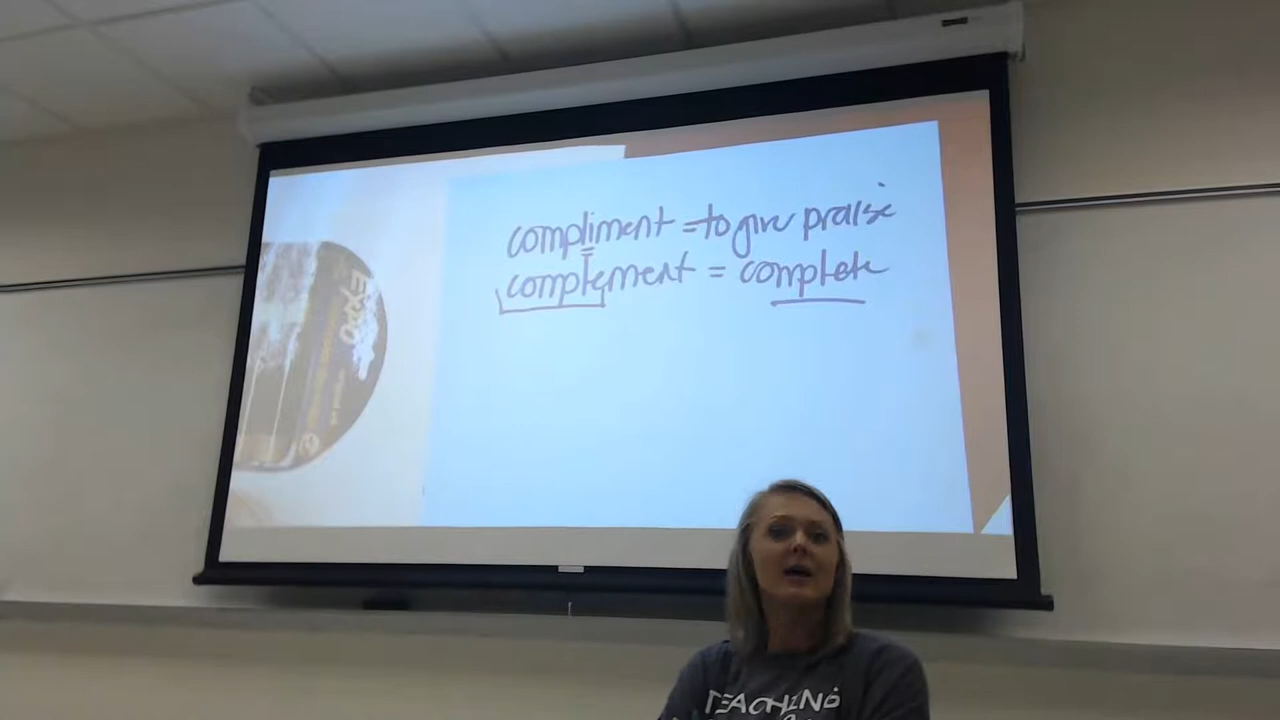 compliment = to give praise
complement = complete
EXPO
TEACHING